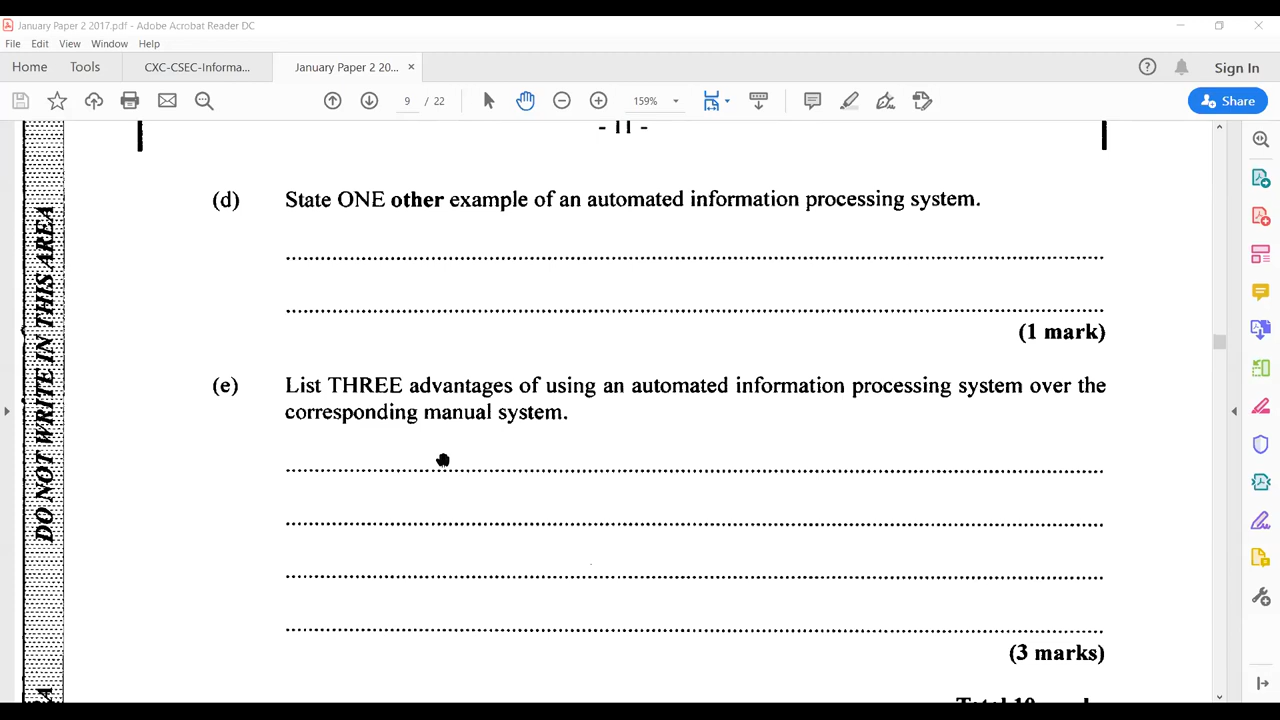 January Paper 2 2017.pdf - Adobe Acrobat Reader DC
File Edit View Window Help
Home Tools CXC-CSEC-Informa... January Paper 2 20... × Sign In
9 / 22 159% Share
- 11 -
(d) State ONE other example of an automated information processing system.
(1 mark)
(e) List THREE advantages of using an automated information processing system over the
corresponding manual system.
(3 marks)
DO NOT WRITE IN THIS AREA